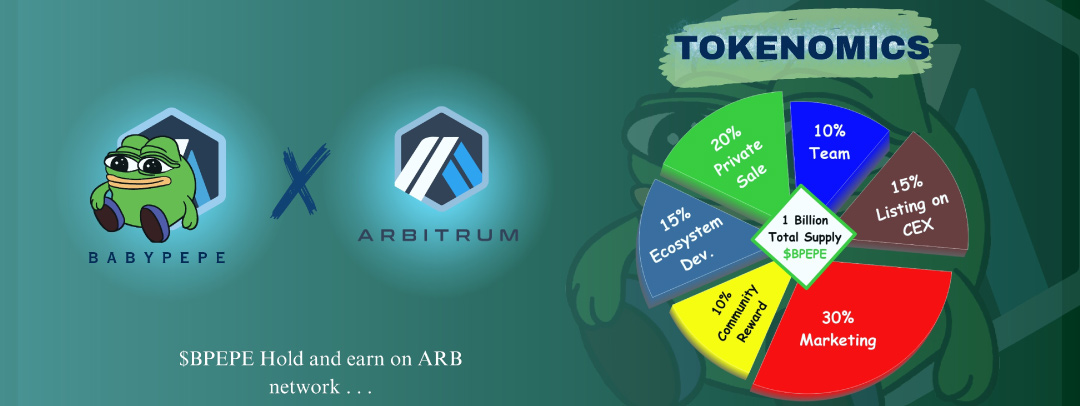 BABYPEPE
X
ARBITRUM
$BPEPE Hold and earn on ARB
network . . .
TOKENOMICS
10%
Team
15%
Listing on
CEX
30%
Marketing
10%
Community
Reward
15%
Ecosystem
Dev.
20%
Private
Sale
1 Billion
Total Supply
$BPEPE